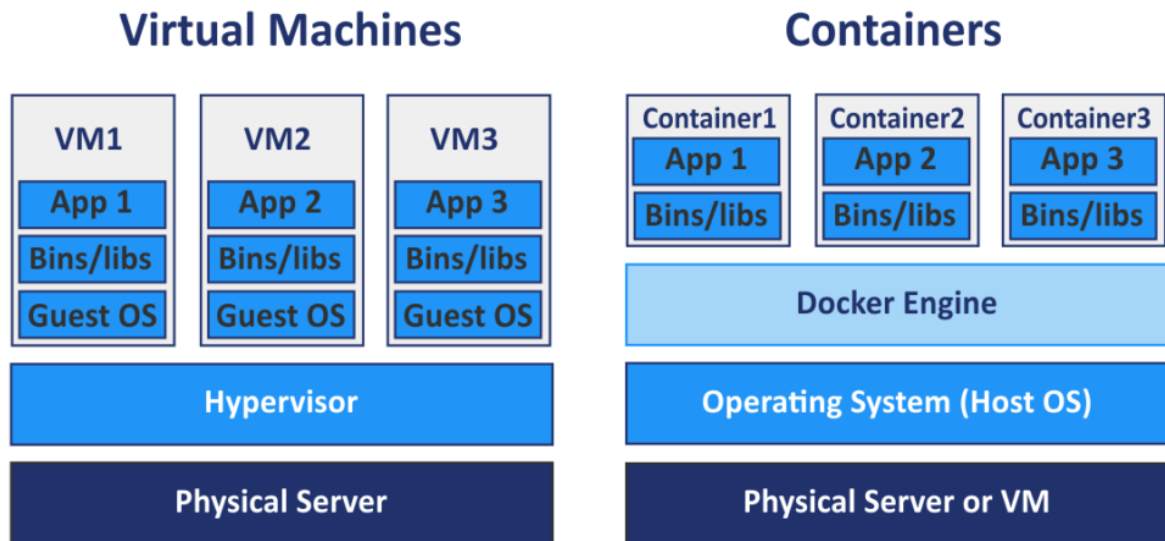 Virtual Machines
VM1
App 1
Bins/libs
Guest OS
VM2
App 2
Bins/libs
Guest OS
VM3
App 3
Bins/libs
Guest OS
Hypervisor
Physical Server
Containers
Container1
App 1
Bins/libs
Container2
App 2
Bins/libs
Container3
App 3
Bins/libs
Docker Engine
Operating System (Host OS)
Physical Server or VM